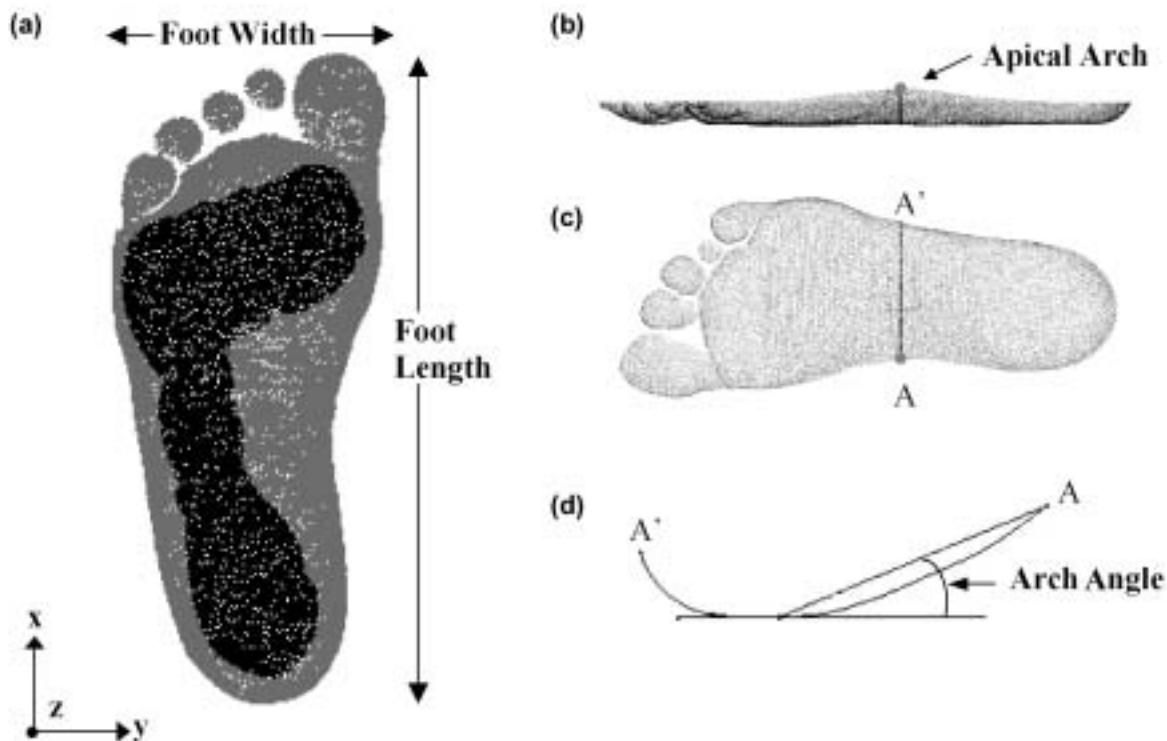 (a)
Foot Width
Foot
Length
x
z
y
(b)
Apical Arch
(c)
A'
A
(d)
A'
A
Arch Angle